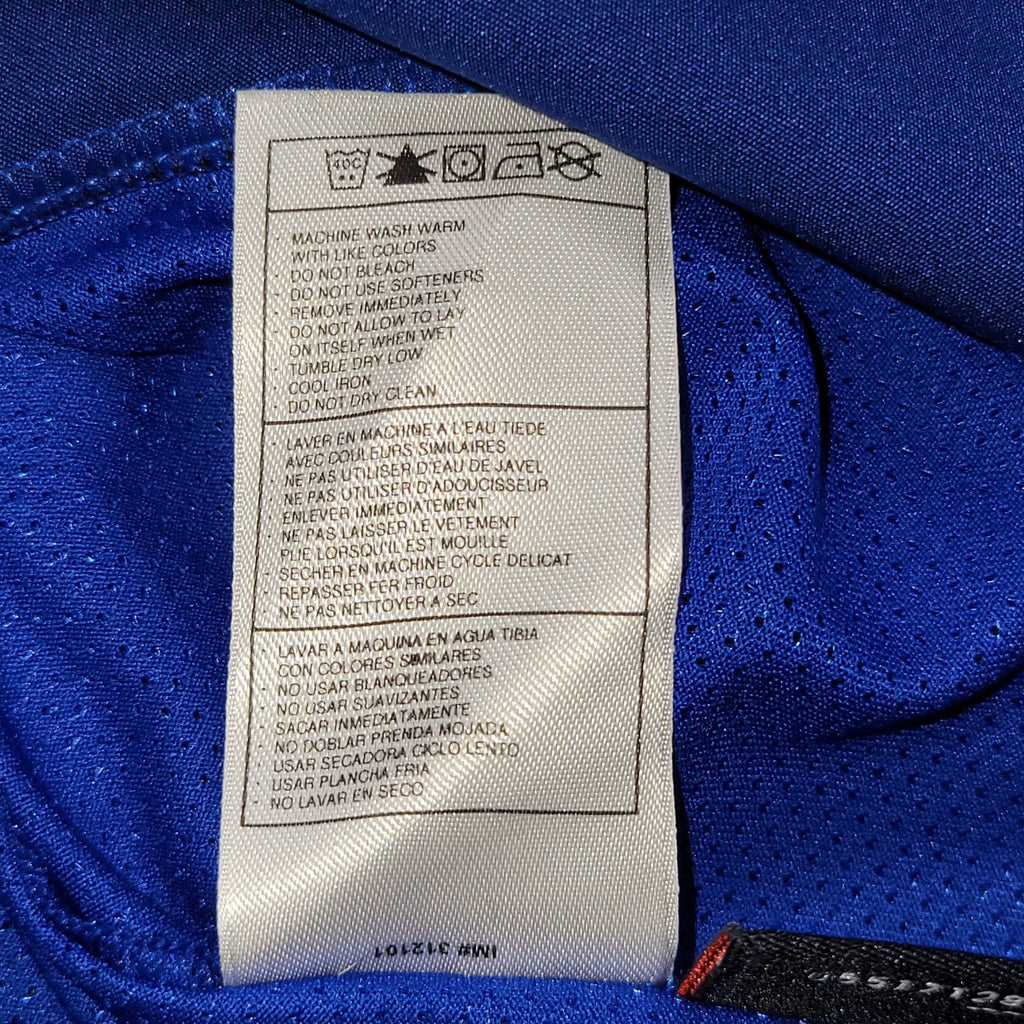 40C
· MACHINE WASH WARM
WITH LIKE COLORS
· DO NOT BLEACH
· DO NOT USE SOFTENERS
· REMOVE IMMEDIATELY
· DO NOT ALLOW TO LAY
ON ITSELF WHEN WET
· TUMBLE DRY LOW
· COOL IRON
· DO NOT DRY CLEAN
· LAVER EN MACHINE A L'EAU TIEDE
AVEC COULEURS SIMILAIRES
· NE PAS UTILISER D'EAU DE JAVEL
· NE PAS UTILISER D'ADOUCISSEUR
· ENLEVER IMMEDIATEMENT
· NE PAS LAISSER LE VETEMENT
PLIE LORSQU'IL EST MOUILLE
· SECHER EN MACHINE CYCLE DELICAT
· REPASSER FER FROID
· NE PAS NETTOYER A SEC
· LAVAR A MAQUINA EN AGUA TIBIA
CON COLORES SIMILARES
· NO USAR BLANQUEADORES
· NO USAR SUAVIZANTES
· SACAR INMEDIATAMENTE
· NO DOBLAR PRENDA MOJADA
· USAR SECADORA CICLO LENTO
· USAR PLANCHA FRIA
· NO LAVAR EN SECO
IM# 312101